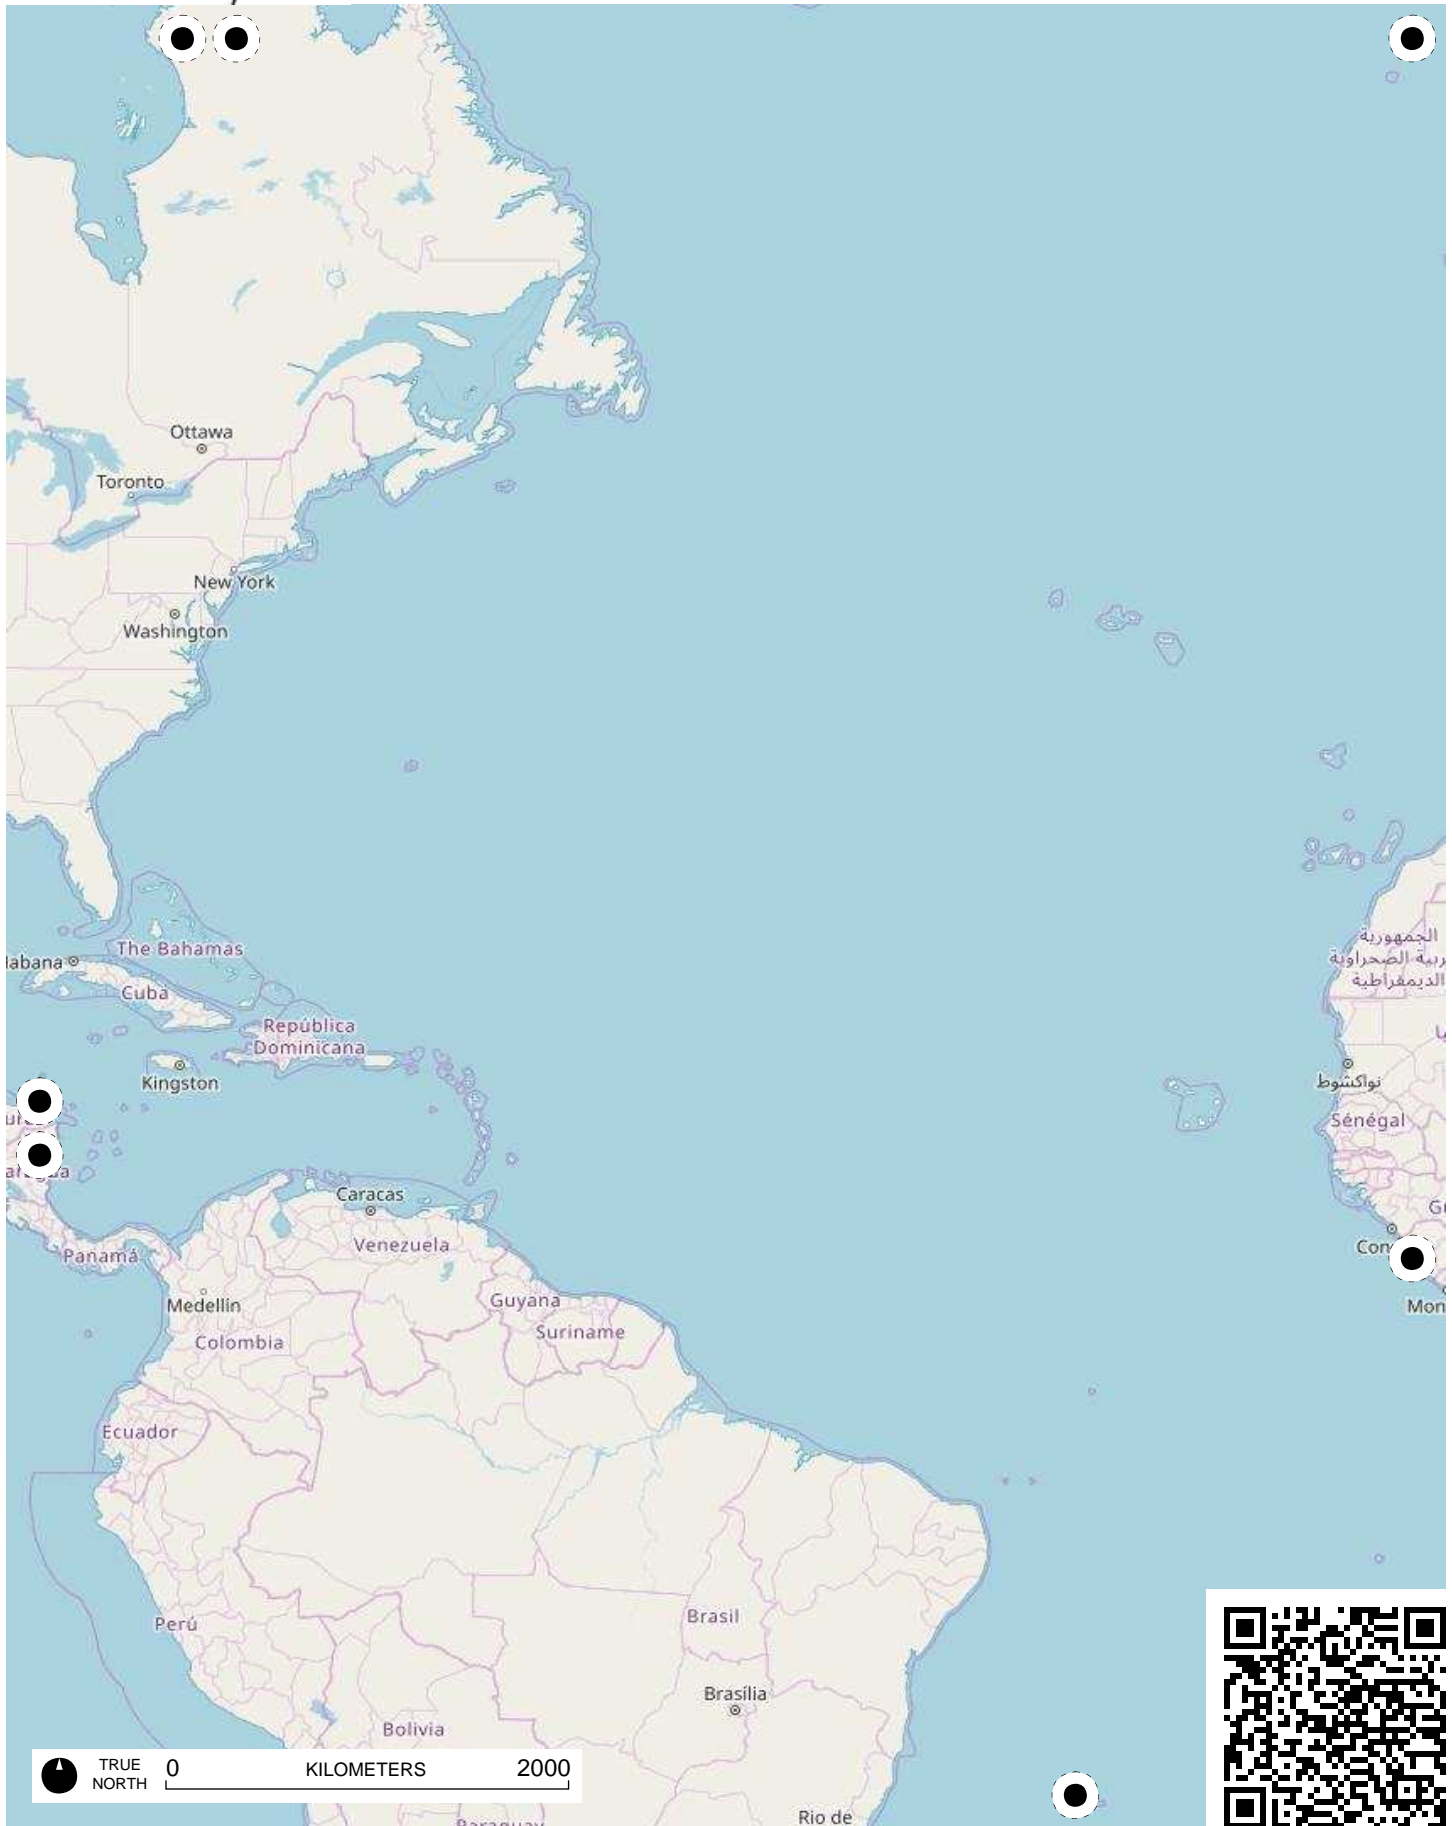 Ottawa
Toronto
New York
Washington
The Bahamas
Cuba
República
Dominicana
Kingston
الجمهورية
الديمقراطية
نواكشوط
Sénégal
Caracas
Venezuela
Panamá
Medellín
Colombia
Guyana
Suriname
Ecuador
Perú
Brasil
Brasília
Bolivia
TRUE
NORTH
0 KILOMETERS 2000
Rio de